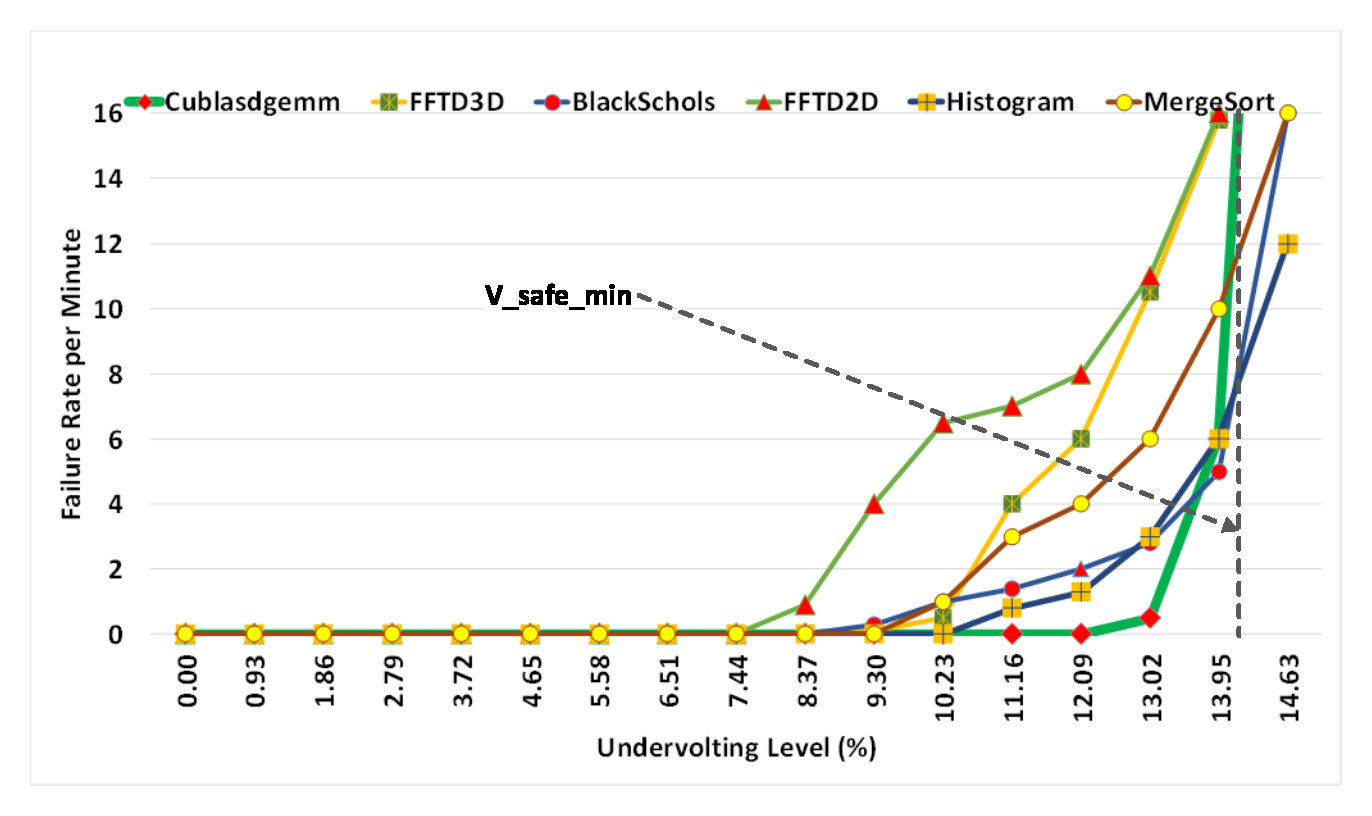 Cublasdgemm FFTD3D BlackSchols FFTD2D Histogram MergeSort
16
14
12
10
8
6
4
2
0
Failure Rate per Minute
V_safe_min
0.00 0.93 1.86 2.79 3.72 4.65 5.58 6.51 7.44 8.37 9.30 10.23 11.16 12.09 13.02 13.95 14.63
Undervolting Level (%)